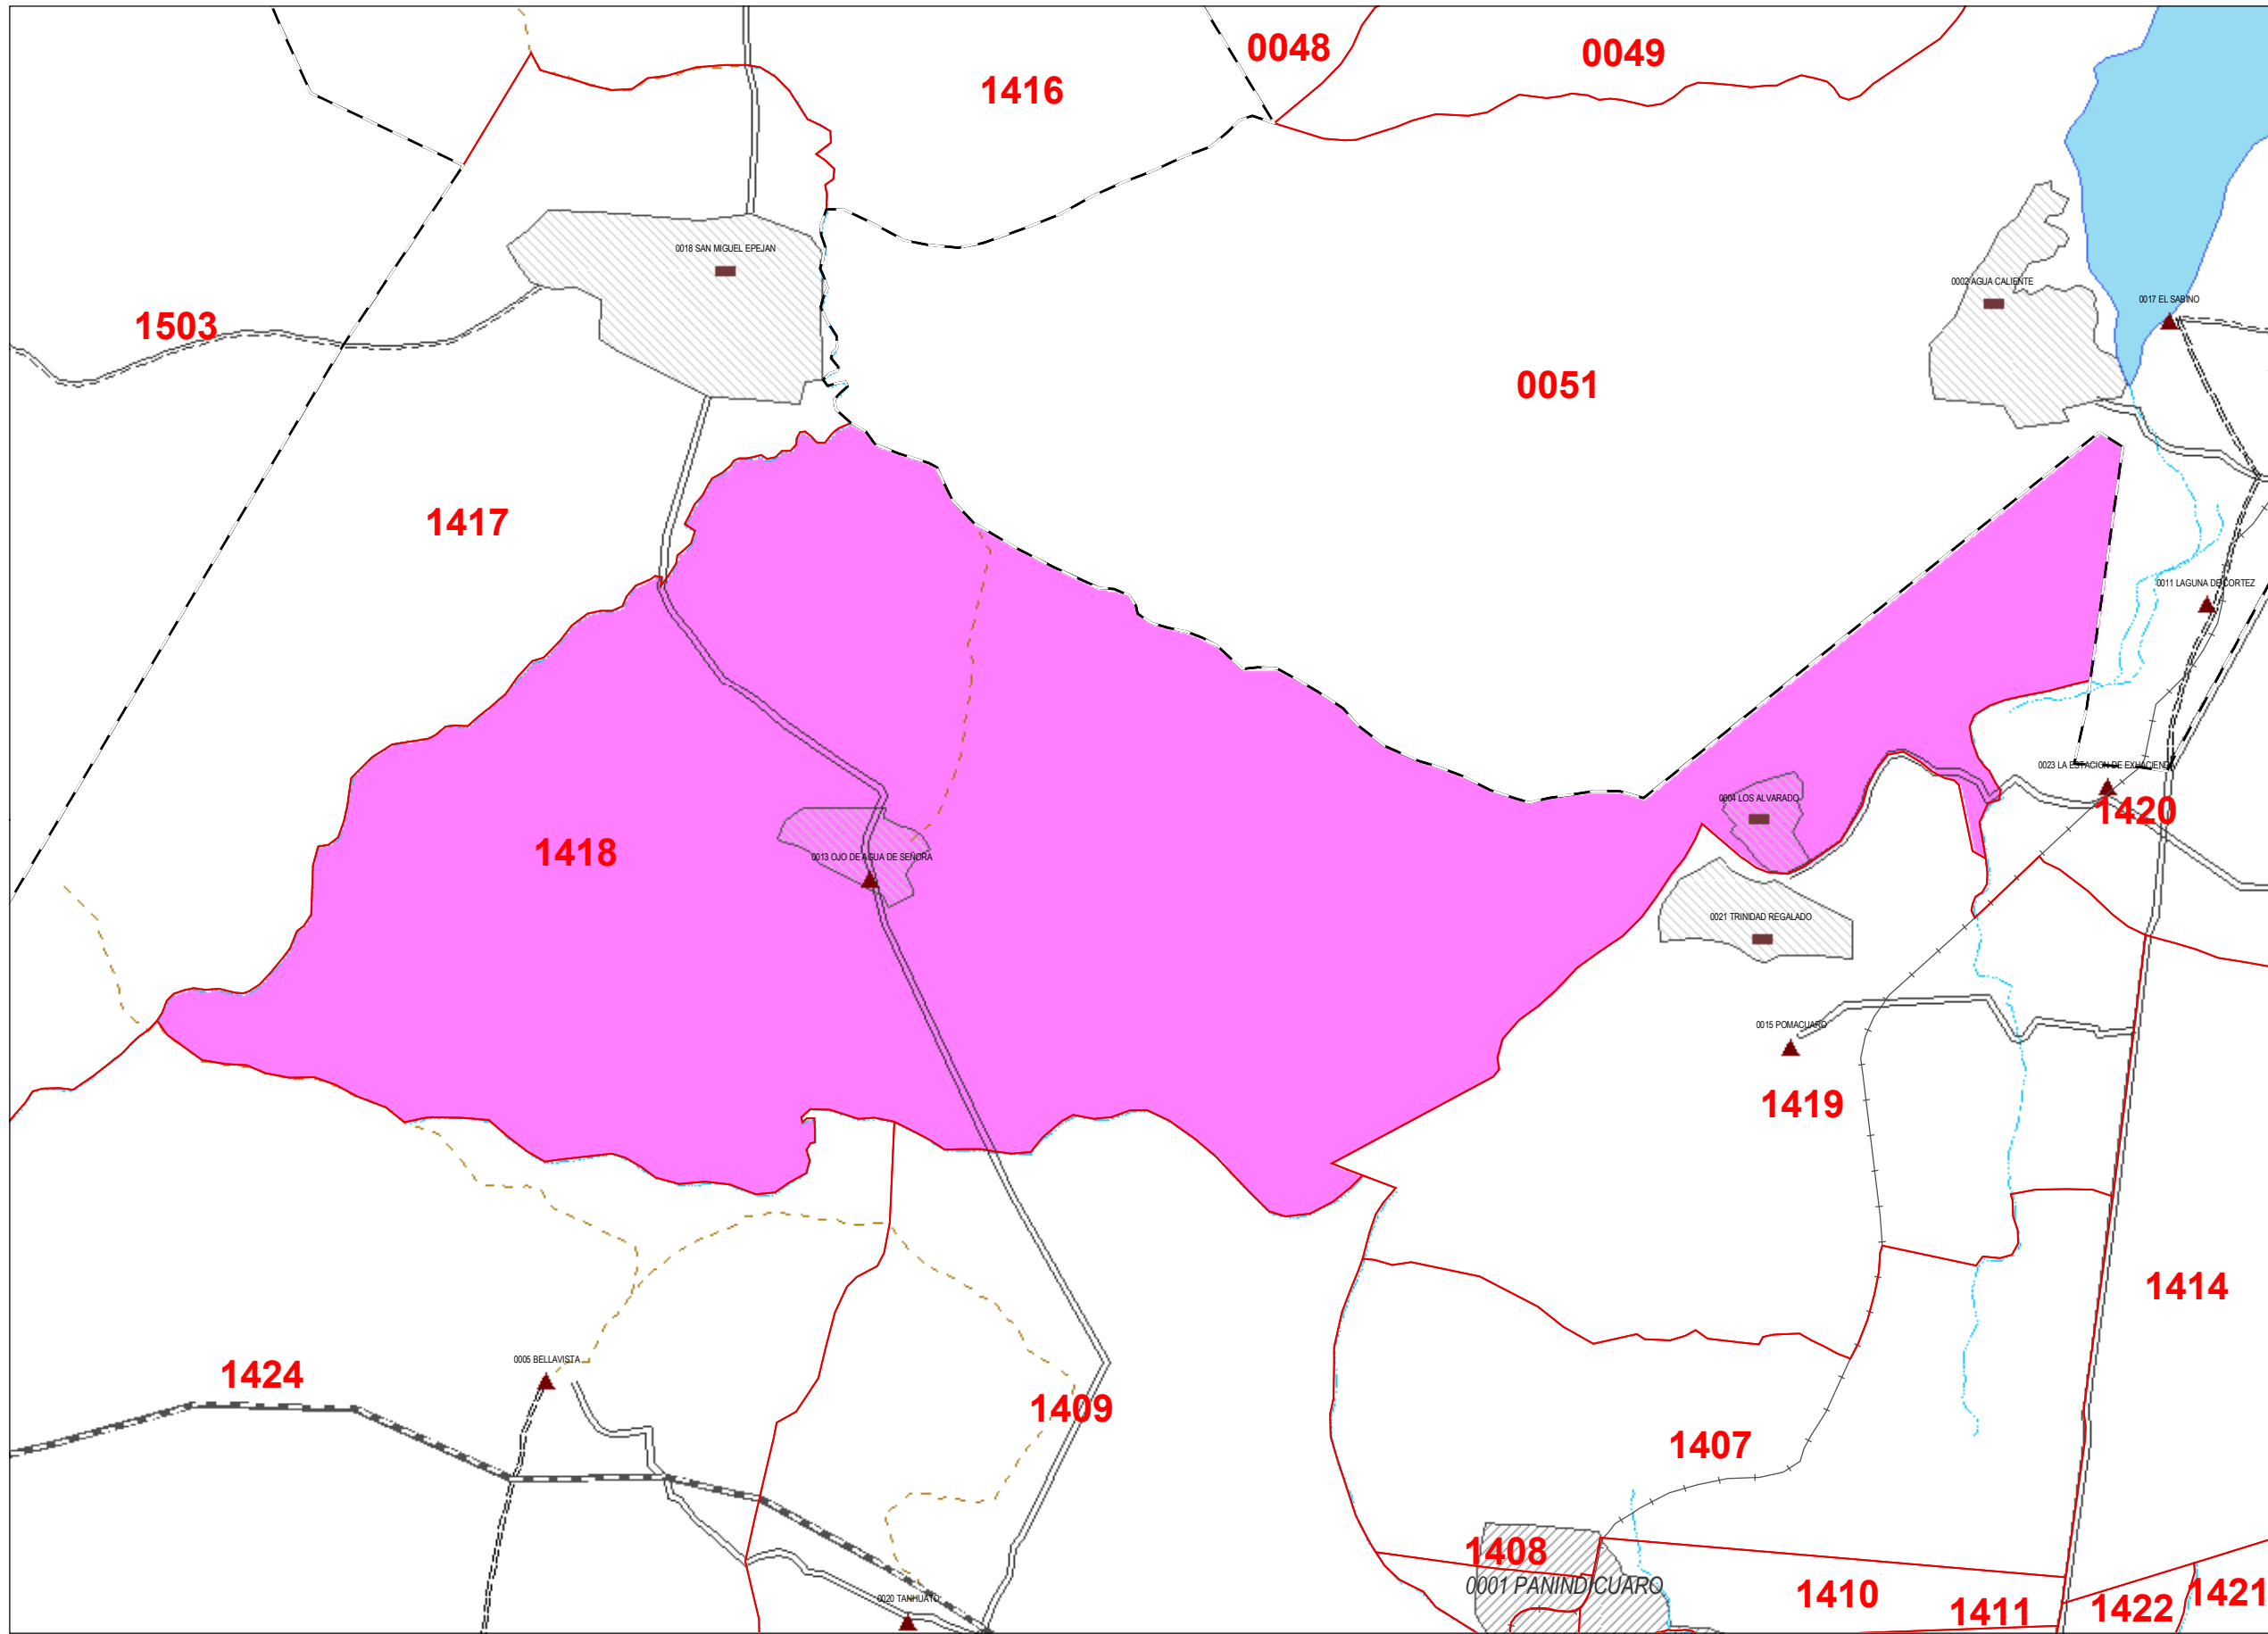 0048
0049
1416
0018 SAN MIGUEL EPEJAN
0002 AGUA CALIENTE
0017 EL SABINO
1503
0051
1417
0011 LAGUNA DE CORTEZ
0023 LA ESTACION DE EXHACIENDA
0004 LOS ALVARADO
1420
1418
0013 OJO DE AGUA DE SEÑORA
0021 TRINIDAD REGALADO
0015 POMACUARO
1419
1414
0005 BELLAVISTA
1424
1409
1407
1408
0001 PANINDICUARO
1410
1411
1422
1421
0020 TANHUATO